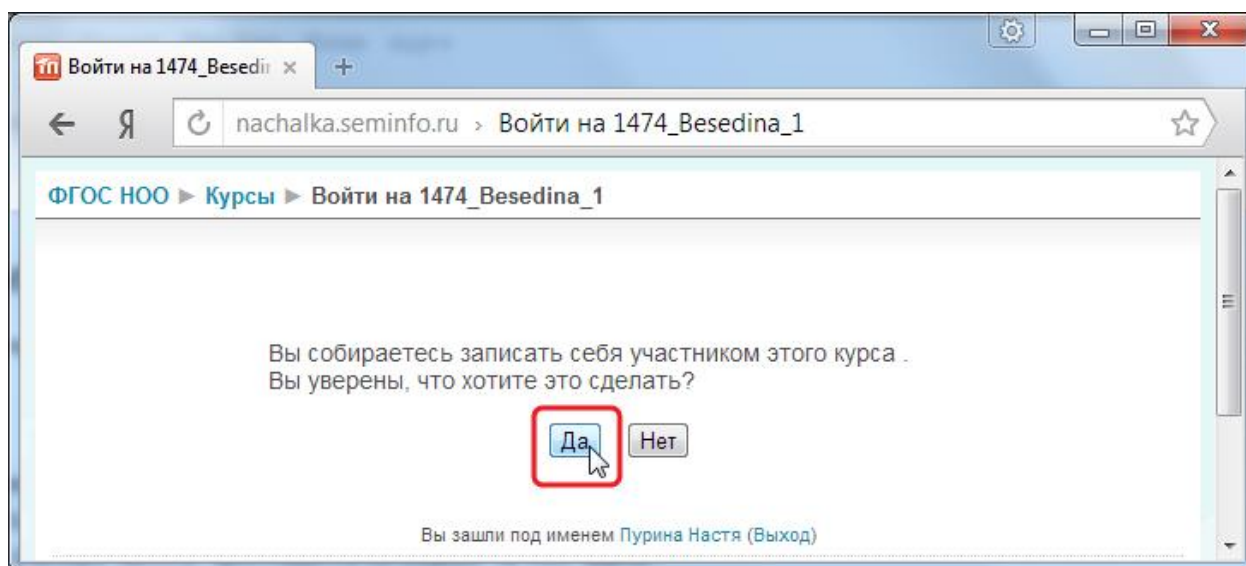 Войти на 1474_Besedin
Я nachalka.seminfo.ru › Войти на 1474_Besedina_1
ФГОС НОО ► Курсы ► Войти на 1474_Besedina_1
Вы собираетесь записать себя участником этого курса .
Вы уверены, что хотите это сделать?
Да Нет
Вы зашли под именем Пурина Настя (Выход)